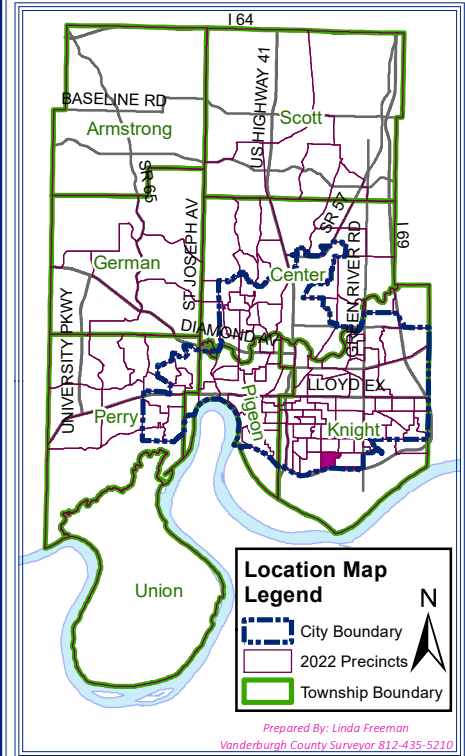 I 64
BASELINE RD
Armstrong
US HIGHWAY 41
Scott
SR 65
ST JOSEPH AV
SR 57
I 69
German
Center
GREEN RIVER RD
UNIVERSITY PKWY
DIAMOND AV
LLOYD EX
Perry
Pigeon
Knight
Union
Location Map
Legend
N
City Boundary
2022 Precincts
Township Boundary
Prepared By: Linda Freeman
Vanderburgh County Surveyor 812-435-5210